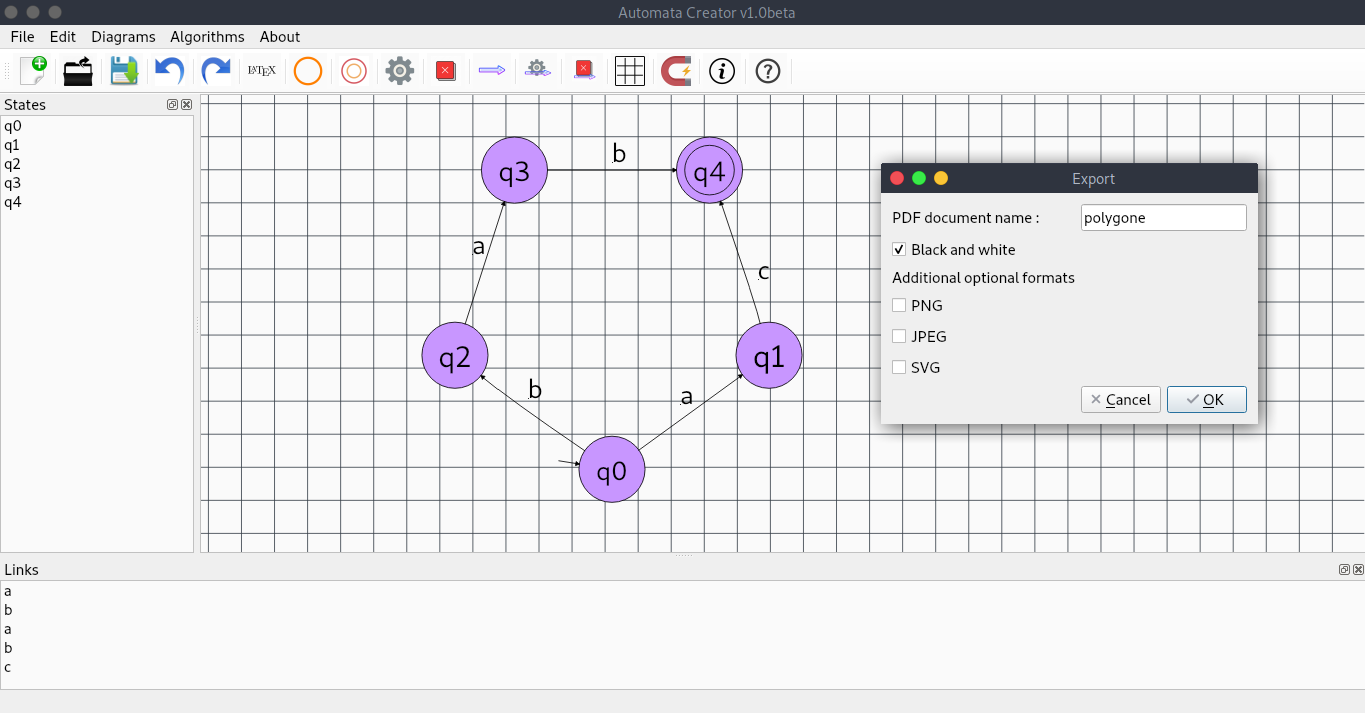 Automata Creator v1.0beta
File Edit Diagrams Algorithms About
LATEX
States
q0
q1
q2
q3
q4
q3
b
q4
a
c
q2
q1
b
a
q0
Export
PDF document name :
polygone
Black and white
Additional optional formats
PNG
JPEG
SVG
Cancel
OK
Links
a
b
a
b
c